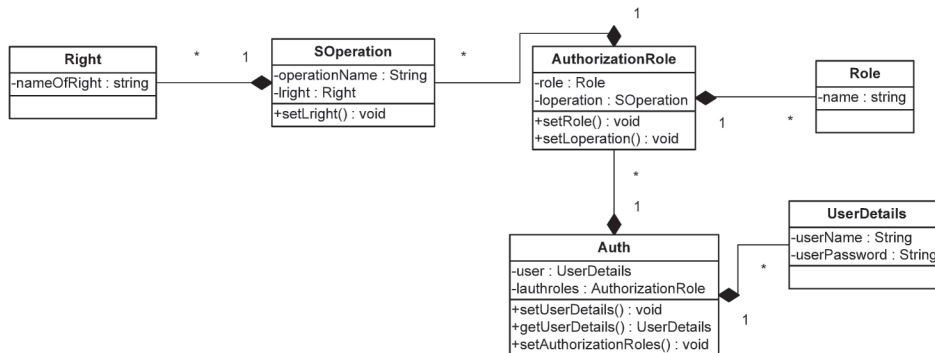 1
* 1
Right
-nameOfRight : string
SOperation
-operationName : String
-lright : Right
+setLright() : void
*
AuthorizationRole
-role : Role
-loperation : SOperation
+setRole() : void
+setLoperation() : void
Role
-name : string
1 *
*
1
Auth
-user : UserDetails
-lauthroles : AuthorizationRole
+setUserDetails() : void
+getUserDetails() : UserDetails
+setAuthorizationRoles() : void
UserDetails
-userName : String
-userPassword : String
*
1